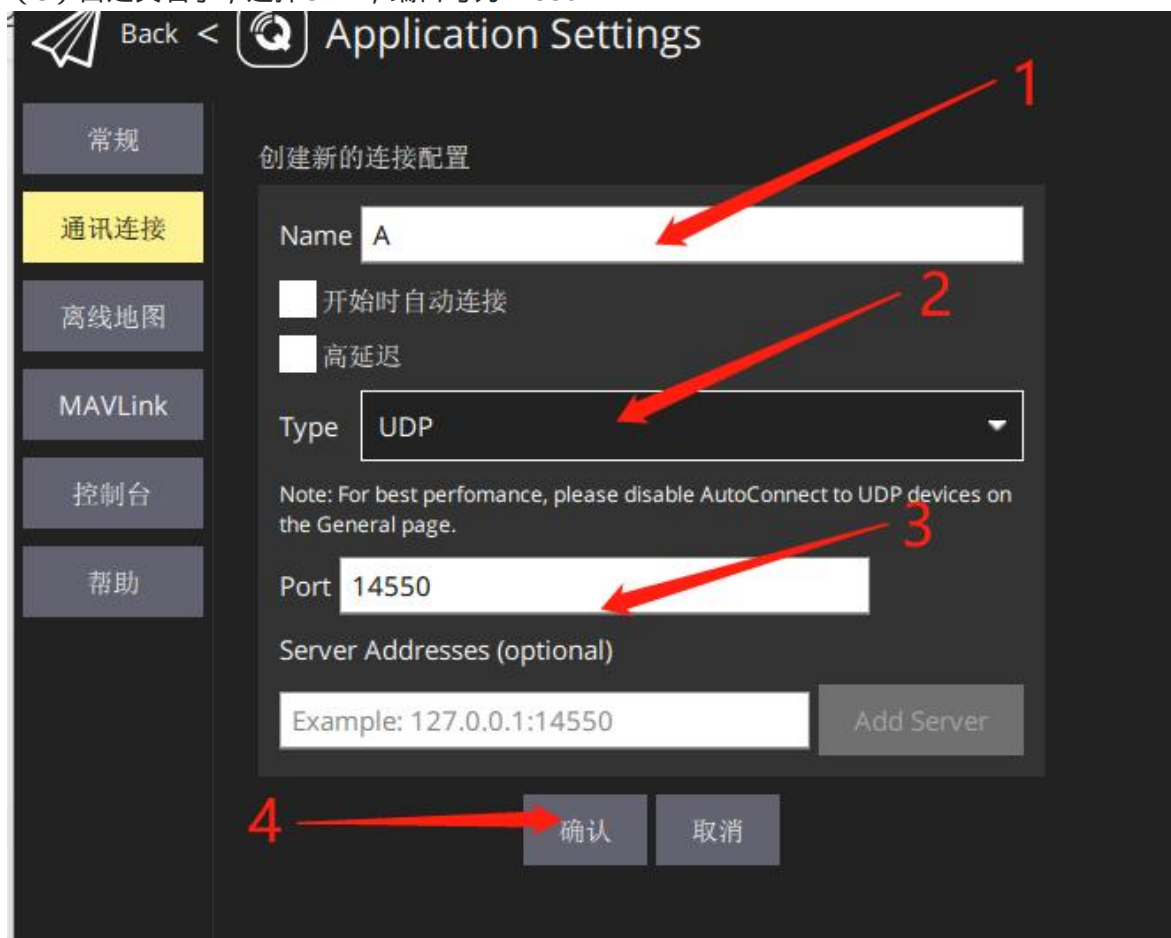 Back < Application Settings
1
常规
创建新的连接配置
通讯连接
Name A
开始时自动连接
2
离线地图
高延迟
MAVLink
Type UDP
控制台
Note: For best perfomance, please disable AutoConnect to UDP devices on
the General page.
3
帮助
Port 14550
Server Addresses (optional)
Example: 127.0.0.1:14550 Add Server
4
确认 取消